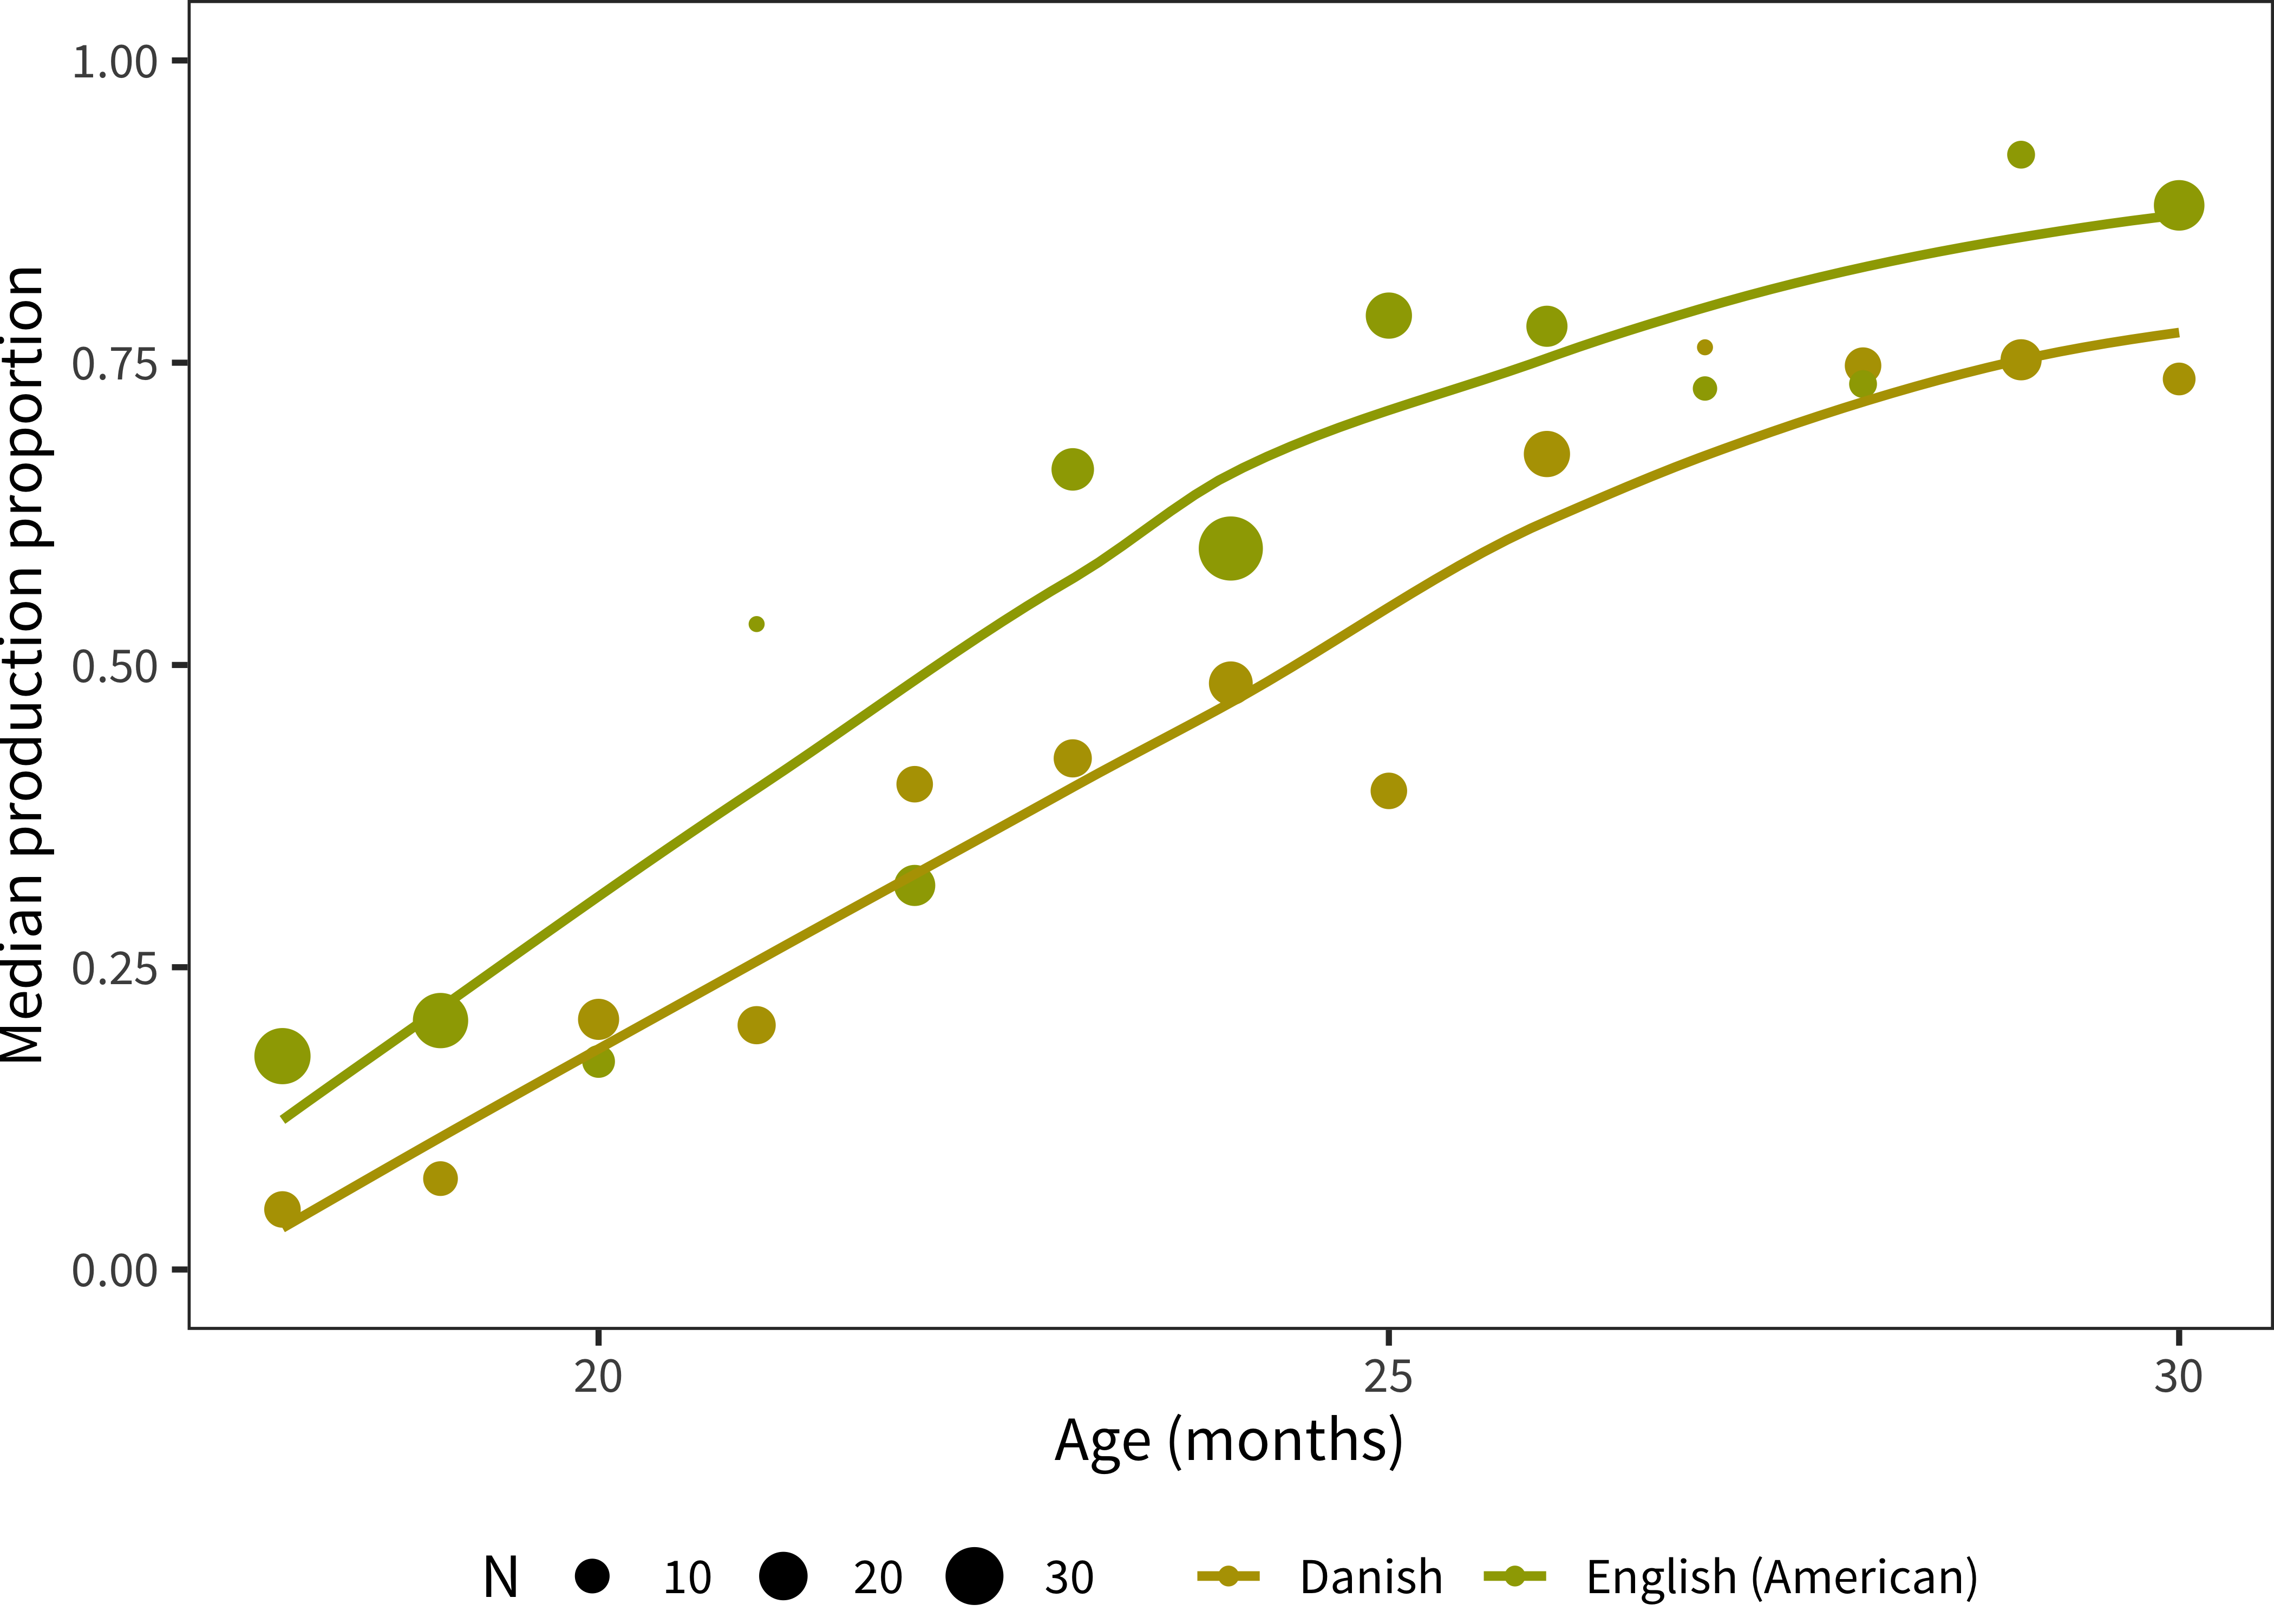 Median production proportion
1.00
0.75
0.50
0.25
0.00
20 25 30
Age (months)
N 10 20 30 Danish English (American)